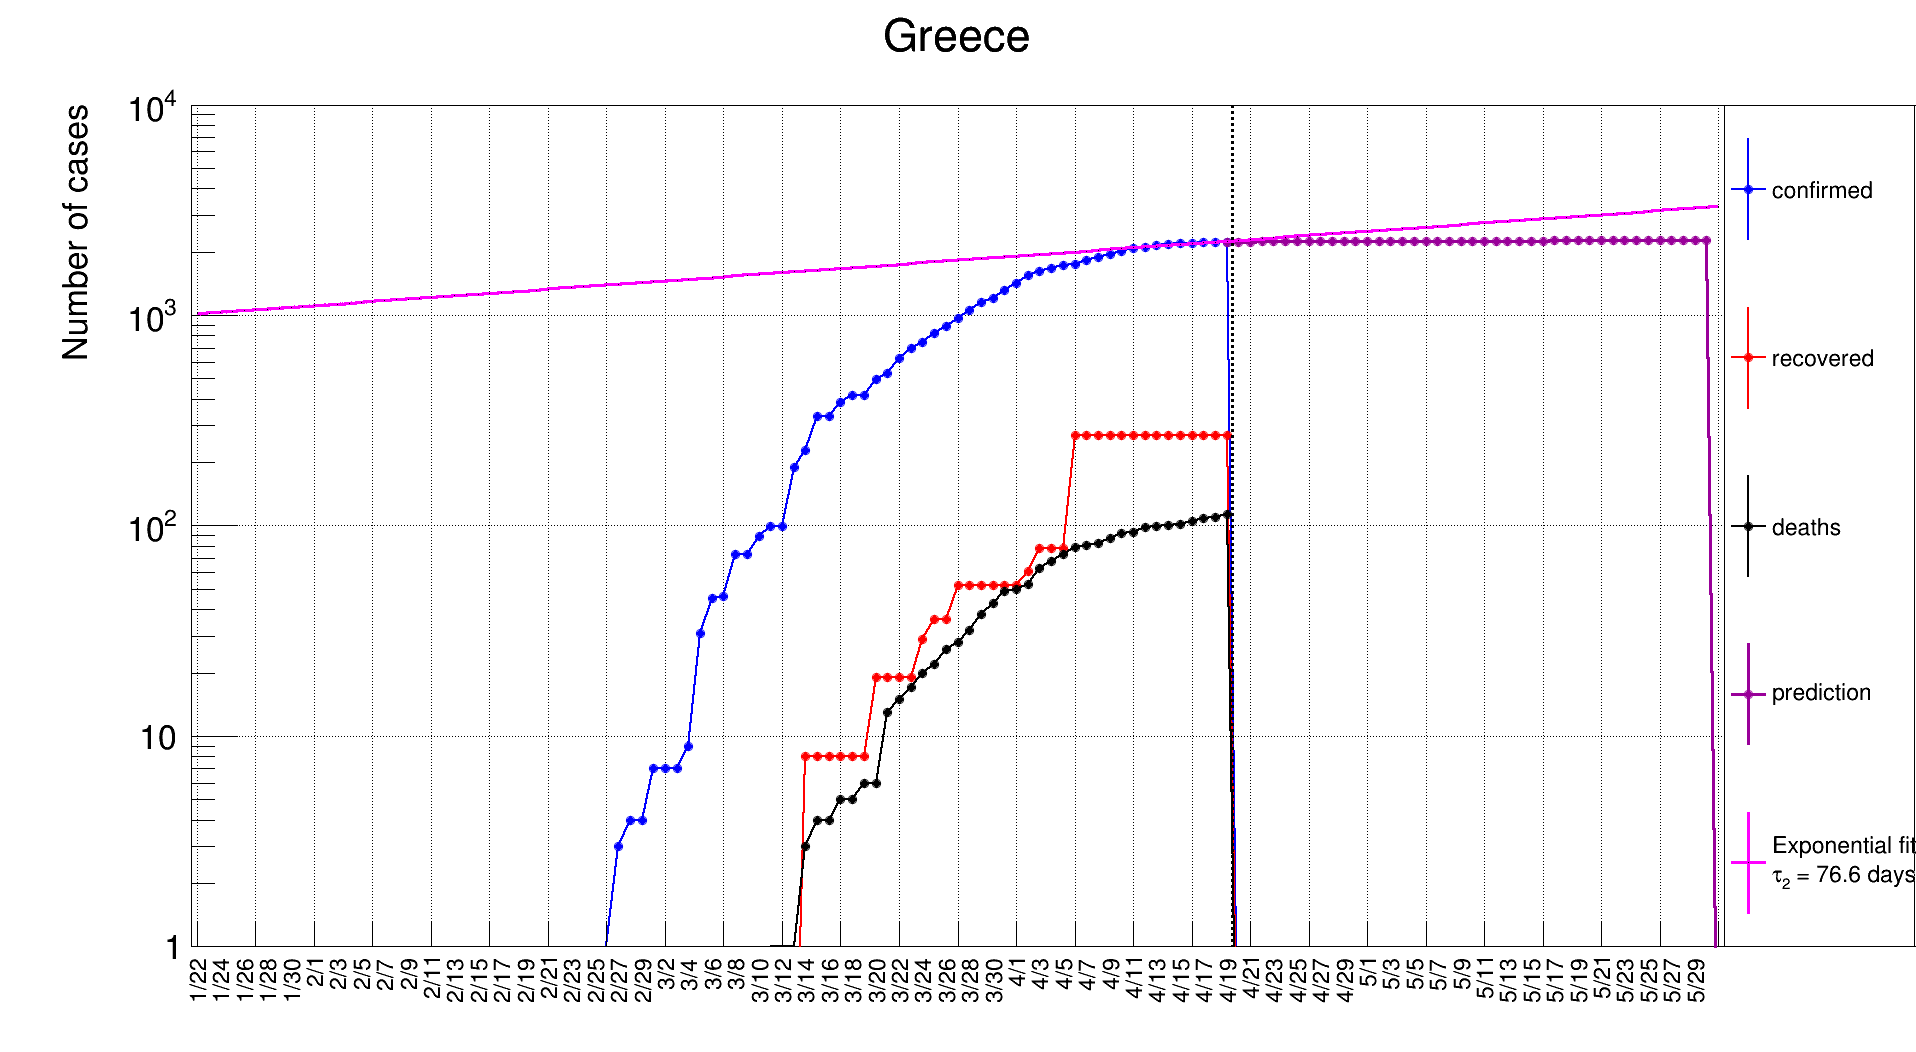 Greece
Number of cases
10⁴
10³
10²
10
1
1/22 1/24 1/26 1/28 1/30 2/1 2/3 2/5 2/7 2/9 2/11 2/13 2/15 2/17 2/19 2/21 2/23 2/25 2/27 2/29 3/2 3/4 3/6 3/8 3/10 3/12 3/14 3/16 3/18 3/20 3/22 3/24 3/26 3/28 3/30 4/1 4/3 4/5 4/7 4/9 4/11 4/13 4/15 4/17 4/19 4/21 4/23 4/25 4/27 4/29 5/1 5/3 5/5 5/7 5/9 5/11 5/13 5/15 5/17 5/19 5/21 5/23 5/25 5/27 5/29
confirmed
recovered
deaths
prediction
Exponential fit
τ₂ = 76.6 days